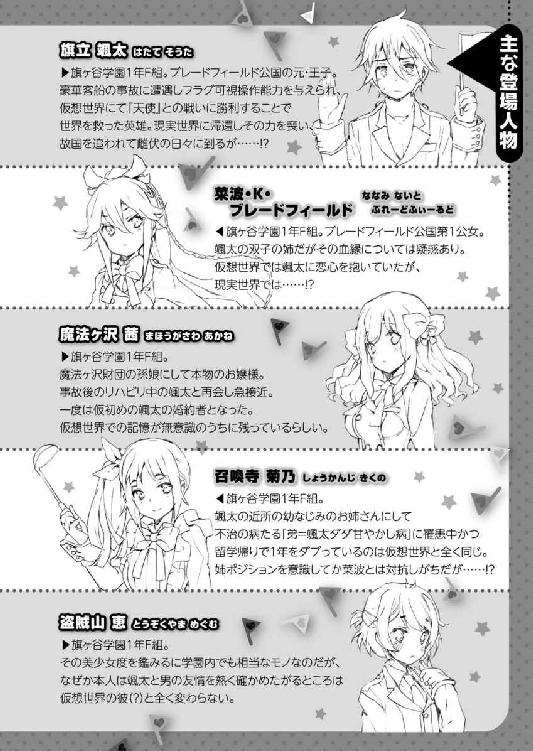 主な登場人物
旗立 颯太 はたて そうた
▶旗ヶ谷学園1年F組。ブレードフィールド公国の元・王子。
豪華客船の事故に遭遇しフラグ可視操作能力を与えられ、
仮想世界にて「天使」との戦いに勝利することで
世界を救った英雄。現実世界に帰還しその力を喪い、
故国を追われて雌伏の日々に到るが……!?
菜波・K・
ブレードフィールド
ななみ ないと
ぶれーどふぃーるど
◀旗ヶ谷学園1年F組。ブレードフィールド公国第1公女。
颯太の双子の姉だがその血縁については疑惑あり。
仮想世界では颯太に恋心を抱いていたが、
現実世界では……!?
魔法ヶ沢 茜 まほうがさわ あかね
▶旗ヶ谷学園1年F組。
魔法ヶ沢財団の孫娘にして本物のお嬢様。
事故後のリハビリ中の颯太と再会し急接近。
一度は仮初めの颯太の婚約者となった。
仮想世界での記憶が無意識のうちに残っているらしい。
召喚寺 菊乃 しょうかんじ きくの
◀旗ヶ谷学園1年F組。
颯太の近所の幼なじみのお姉さんにして
不治の病たる「弟=颯太ダダ甘やかし病」に罹患中かつ
留学帰りで1年をダブっているのは仮想世界と全く同じ。
姉ポジションを意識してか菜波とは対抗しがちだが……!?
盗賊山 恵 とうぞくやま めぐむ
▶旗ヶ谷学園1年F組。
その美少女度を鑑みるに学園内でも相当なモノなのだが、
なぜか本人は颯太と男の友情を熱く確かめたがるところは
仮想世界の彼(?)と全く変わらない。